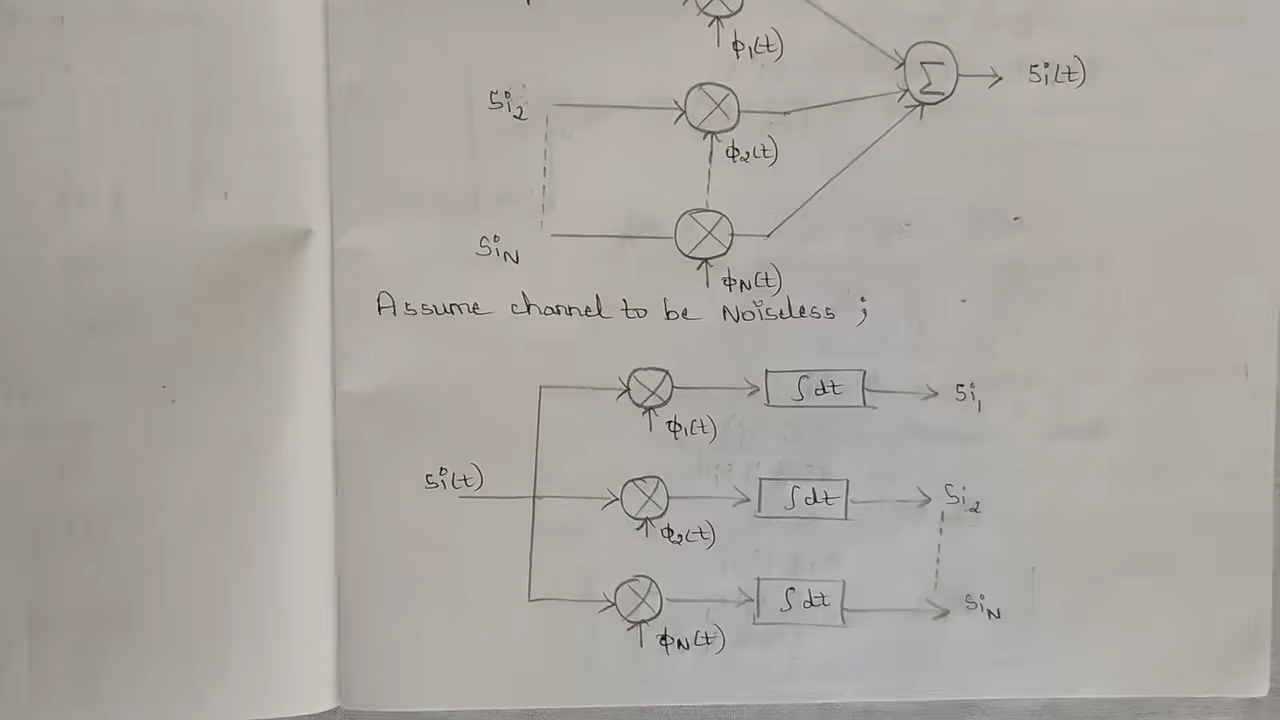 ϕ₁(t)
Σ
Si(t)
Si₂
ϕ₂(t)
SiN
ϕN(t)
Assume channel to be Noiseless ;
∫dt
Si₁
ϕ₁(t)
Si(t)
∫dt
Si₂
ϕ₂(t)
∫dt
SiN
ϕN(t)